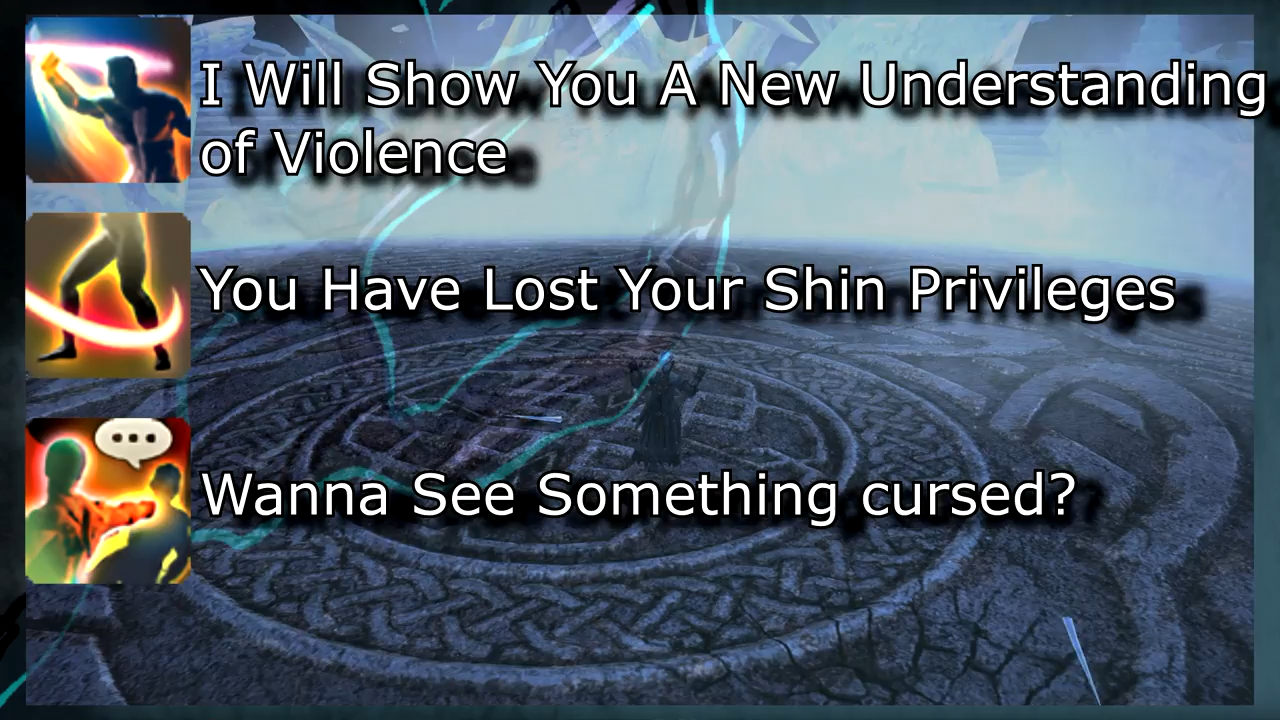 I Will Show You A New Understanding
of Violence
You Have Lost Your Shin Privileges
Wanna See Something cursed?